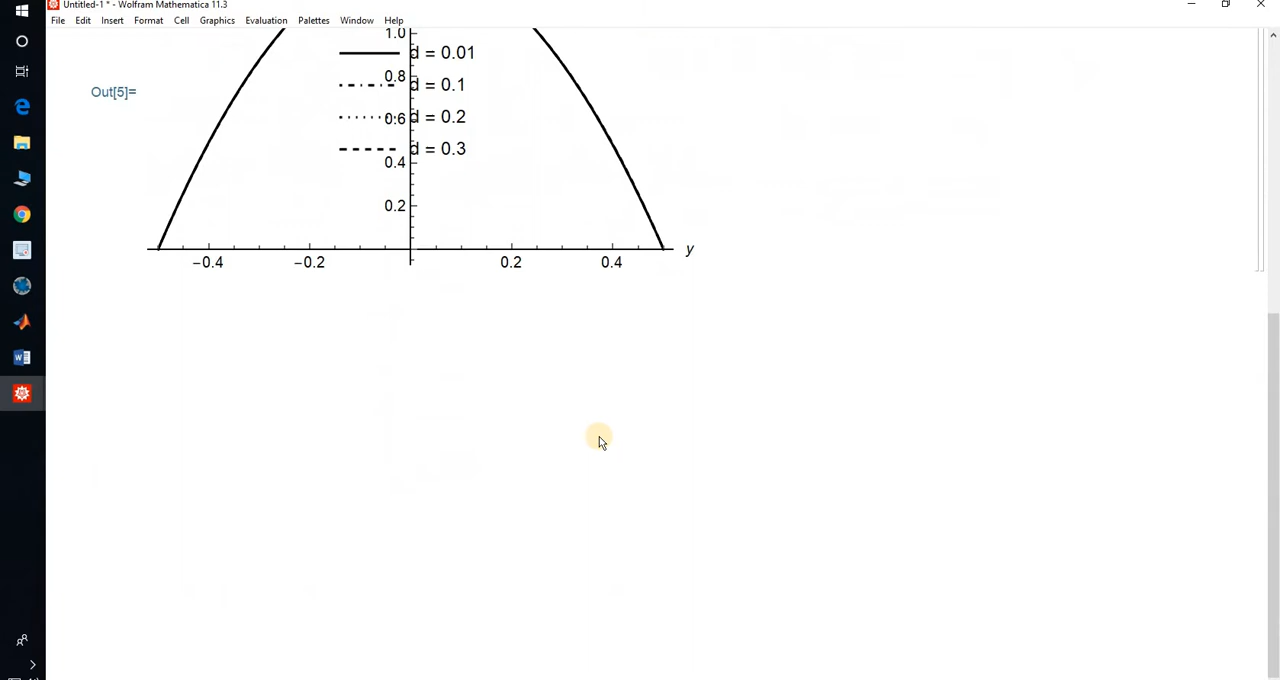 Untitled-1 * - Wolfram Mathematica 11.3
File Edit Insert Format Cell Graphics Evaluation Palettes Window Help
1.0
d = 0.01
0.8
d = 0.1
Out[5]=
0.6
d = 0.2
0.4
d = 0.3
0.2
y
−0.4 −0.2 0.2 0.4